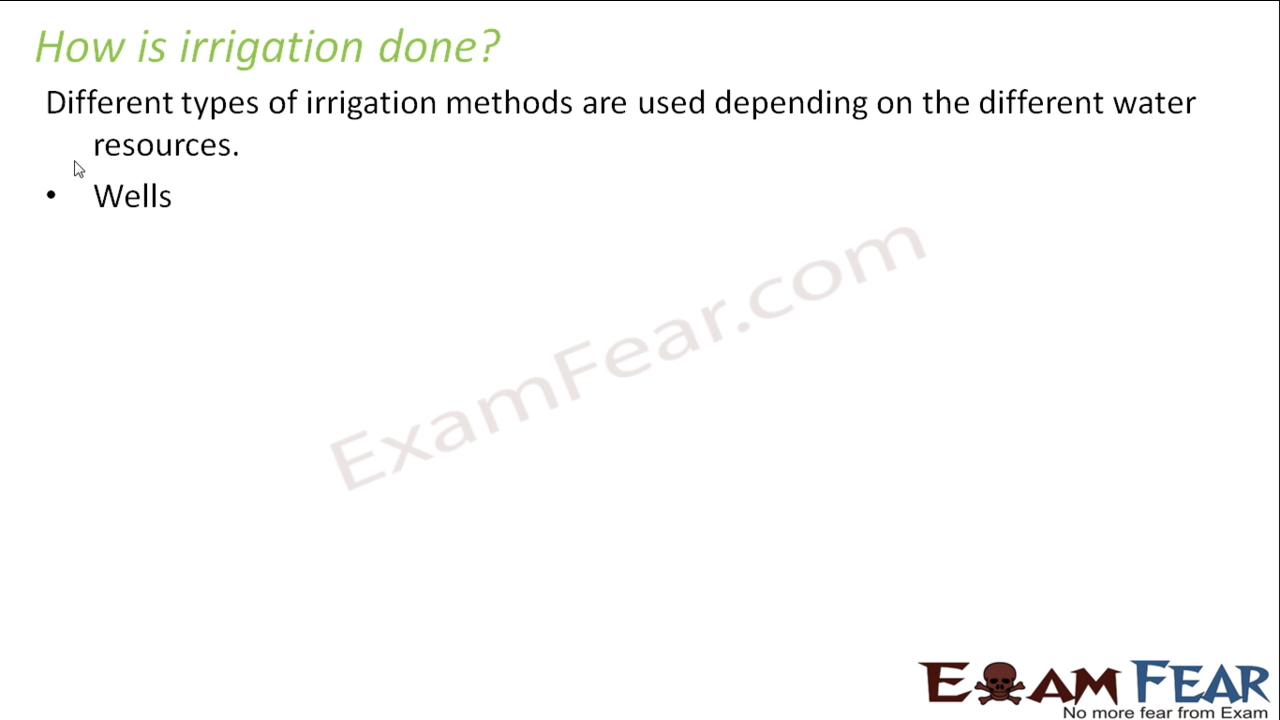 How is irrigation done?
Different types of irrigation methods are used depending on the different water
resources.
• Wells
ExamFear.com
EXAM FEAR
No more fear from Exam